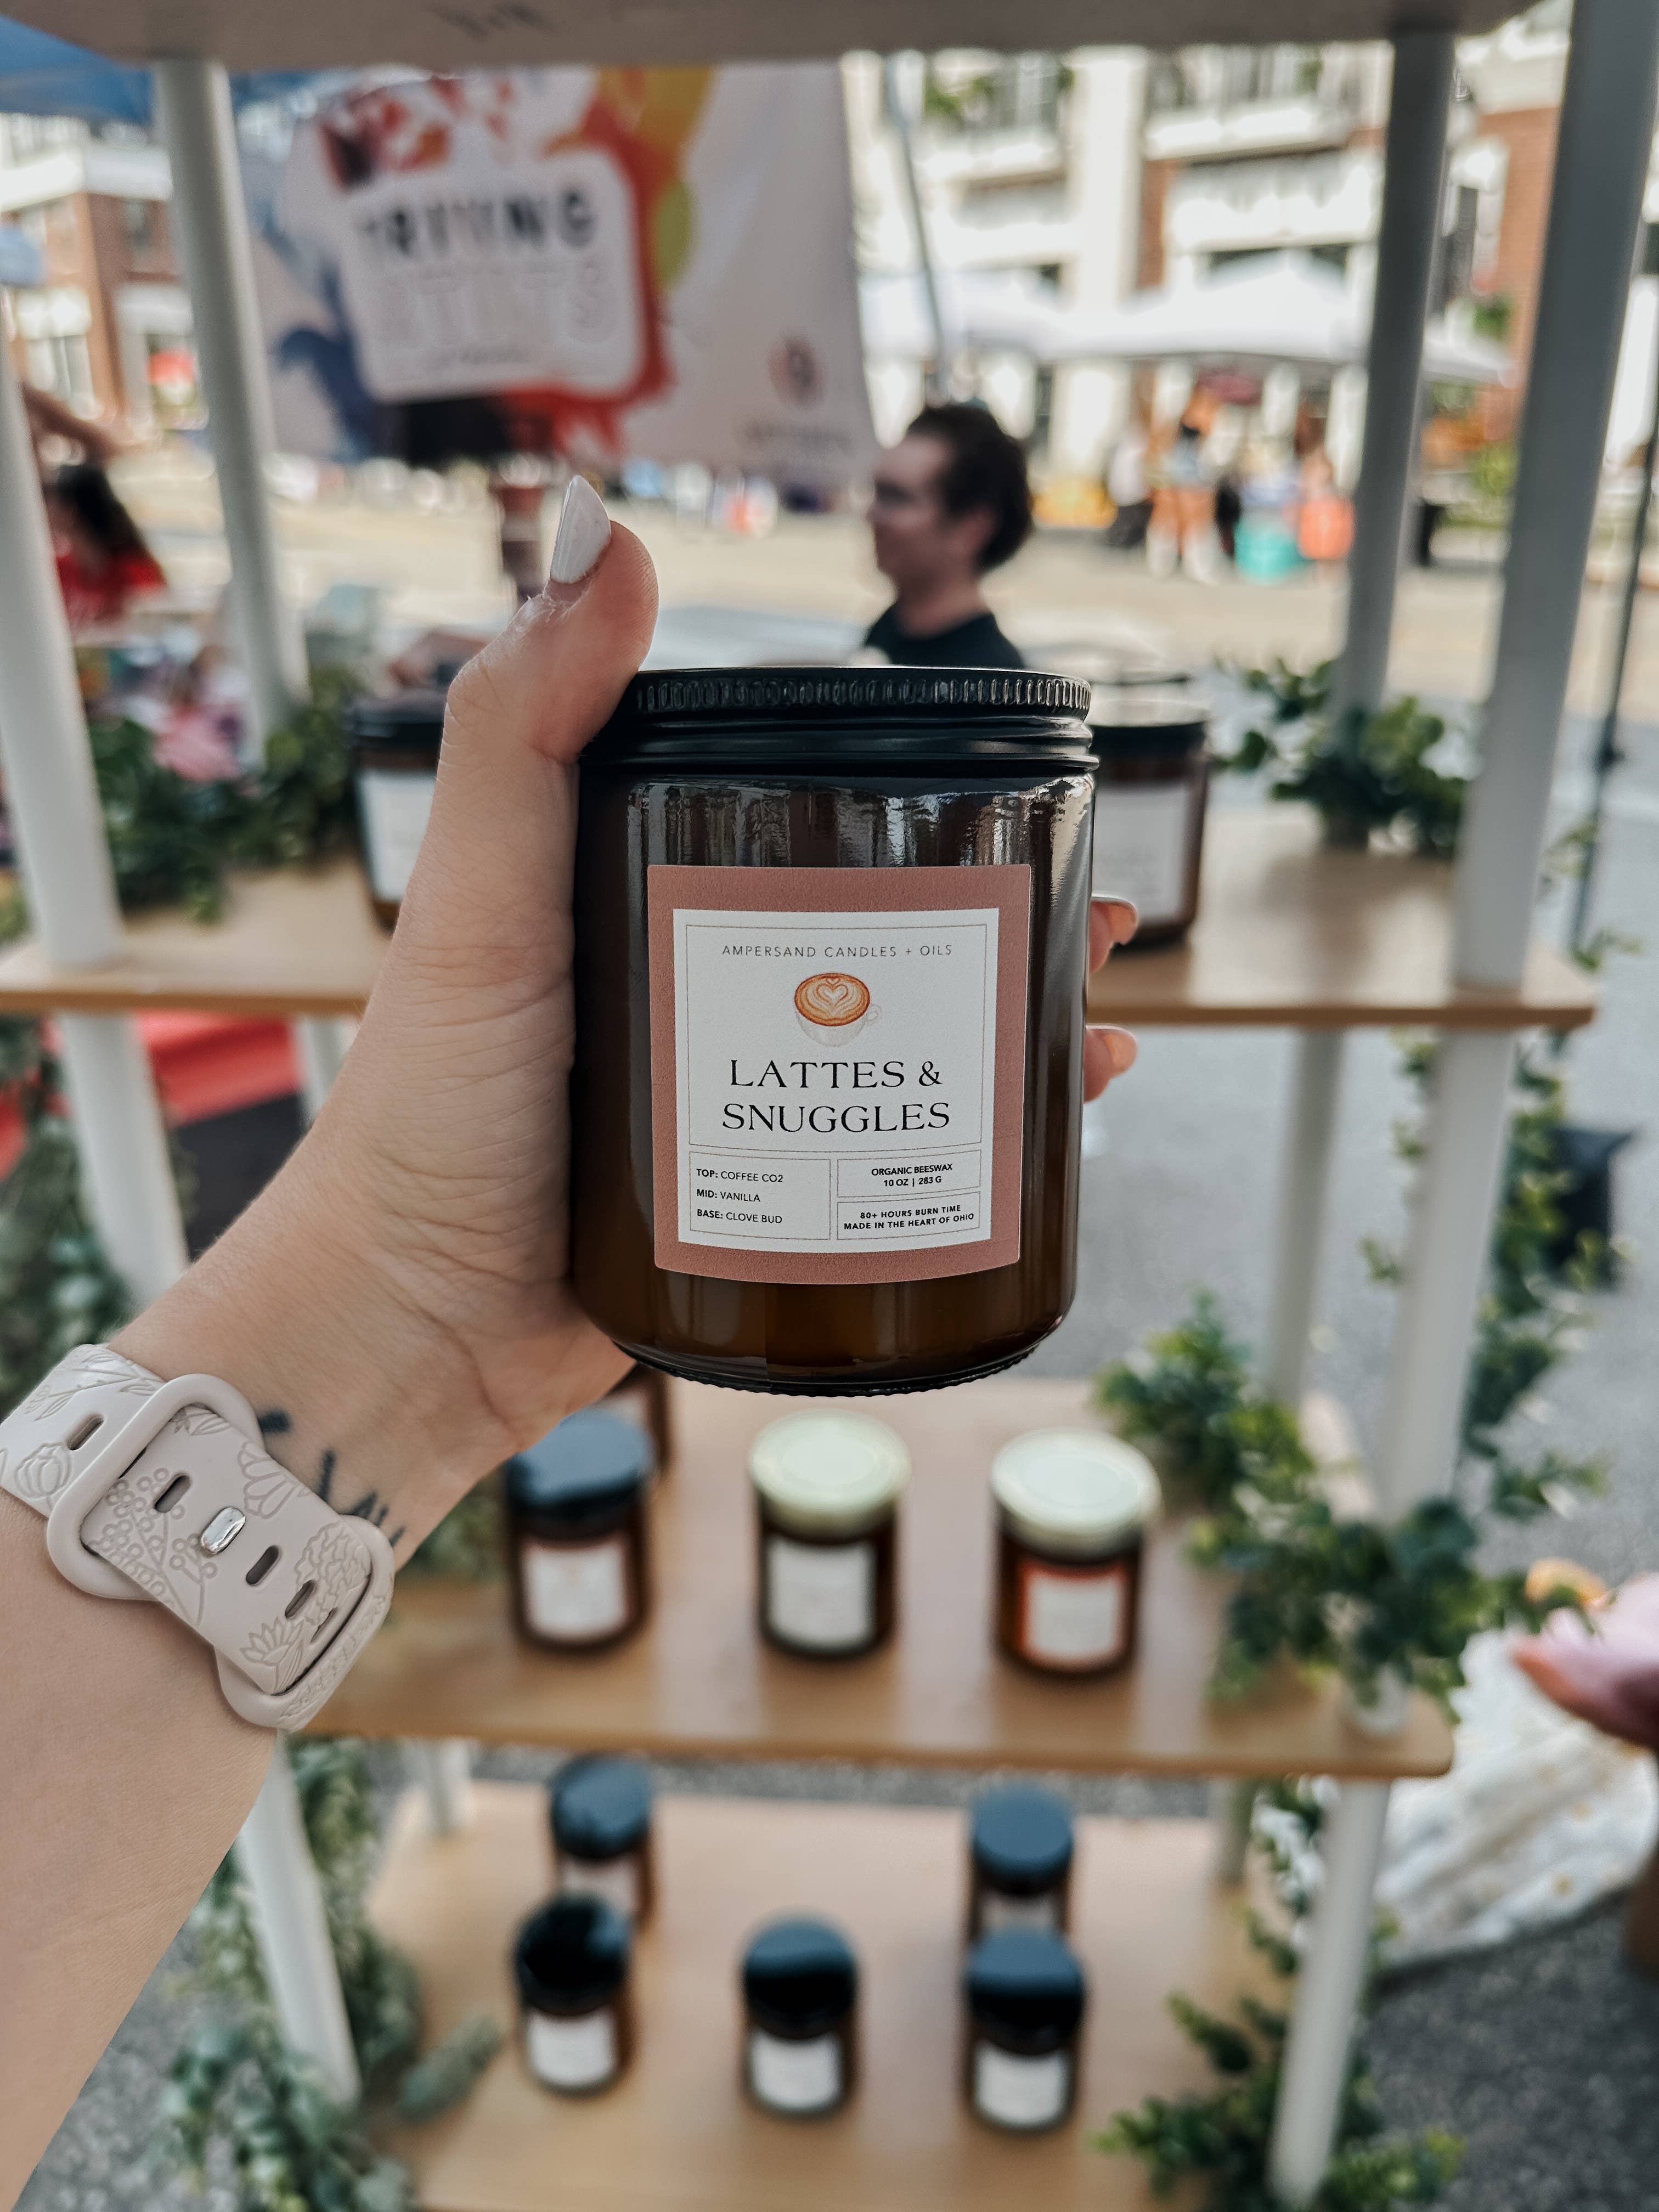 AMPERSAND CANDLES + OILS
LATTES &
SNUGGLES
TOP: COFFEE CO2
MID: VANILLA
BASE: CLOVE BUD
ORGANIC BEESWAX
10 OZ | 283 G
80+ HOURS BURN TIME
MADE IN THE HEART OF OHIO